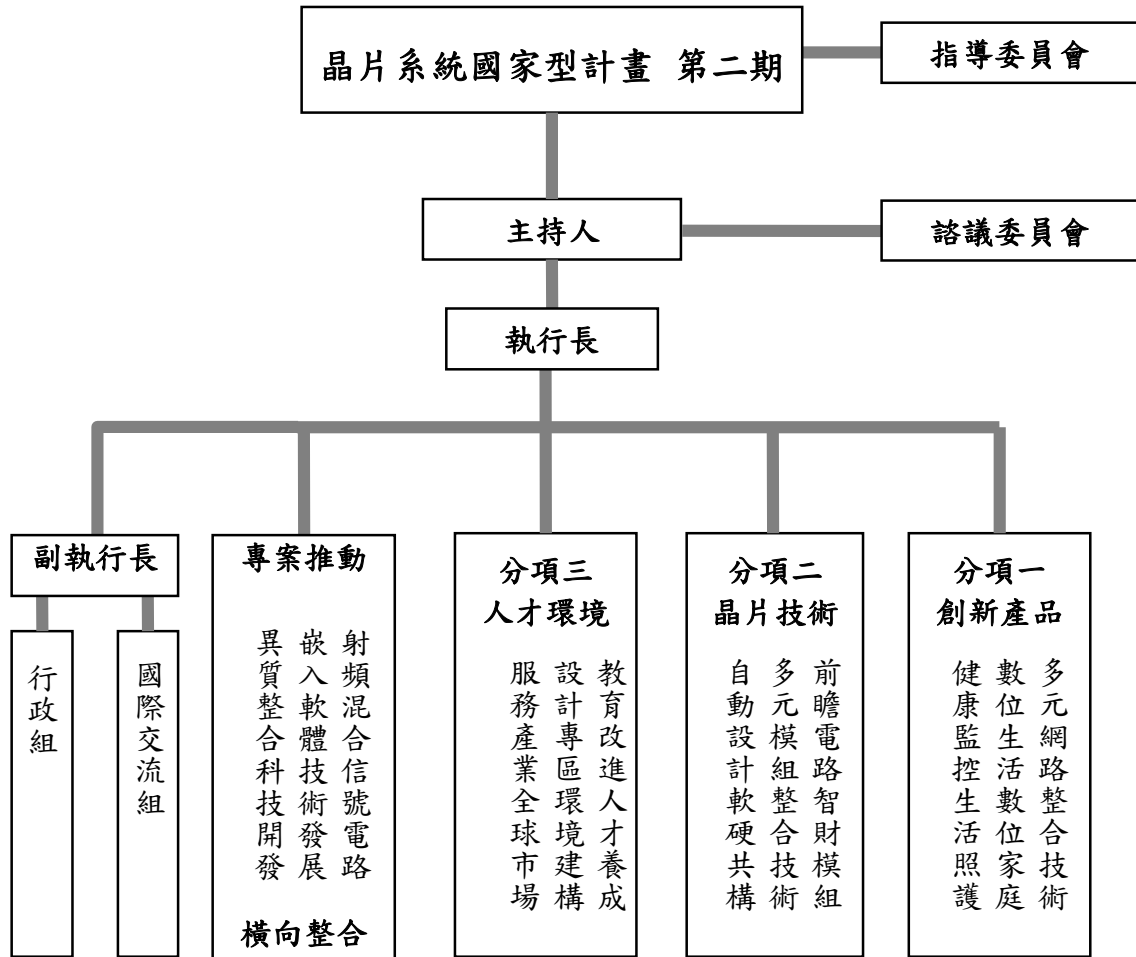 晶片系統國家型計畫 第二期
指導委員會
主持人
諮議委員會
執行長
分項一
創新產品
多元網路整合技術
數位生活數位家庭
健康監控生活照護
分項二
晶片技術
前瞻電路智財模組
多元模組整合技術
自動設計軟硬共構
分項三
人才環境
教育改進人才養成
設計專區環境建構
服務產業全球市場
專案推動
射頻混合信號電路
嵌入軟體技術發展
異質整合科技開發
橫向整合
副執行長
國際交流組
行政組